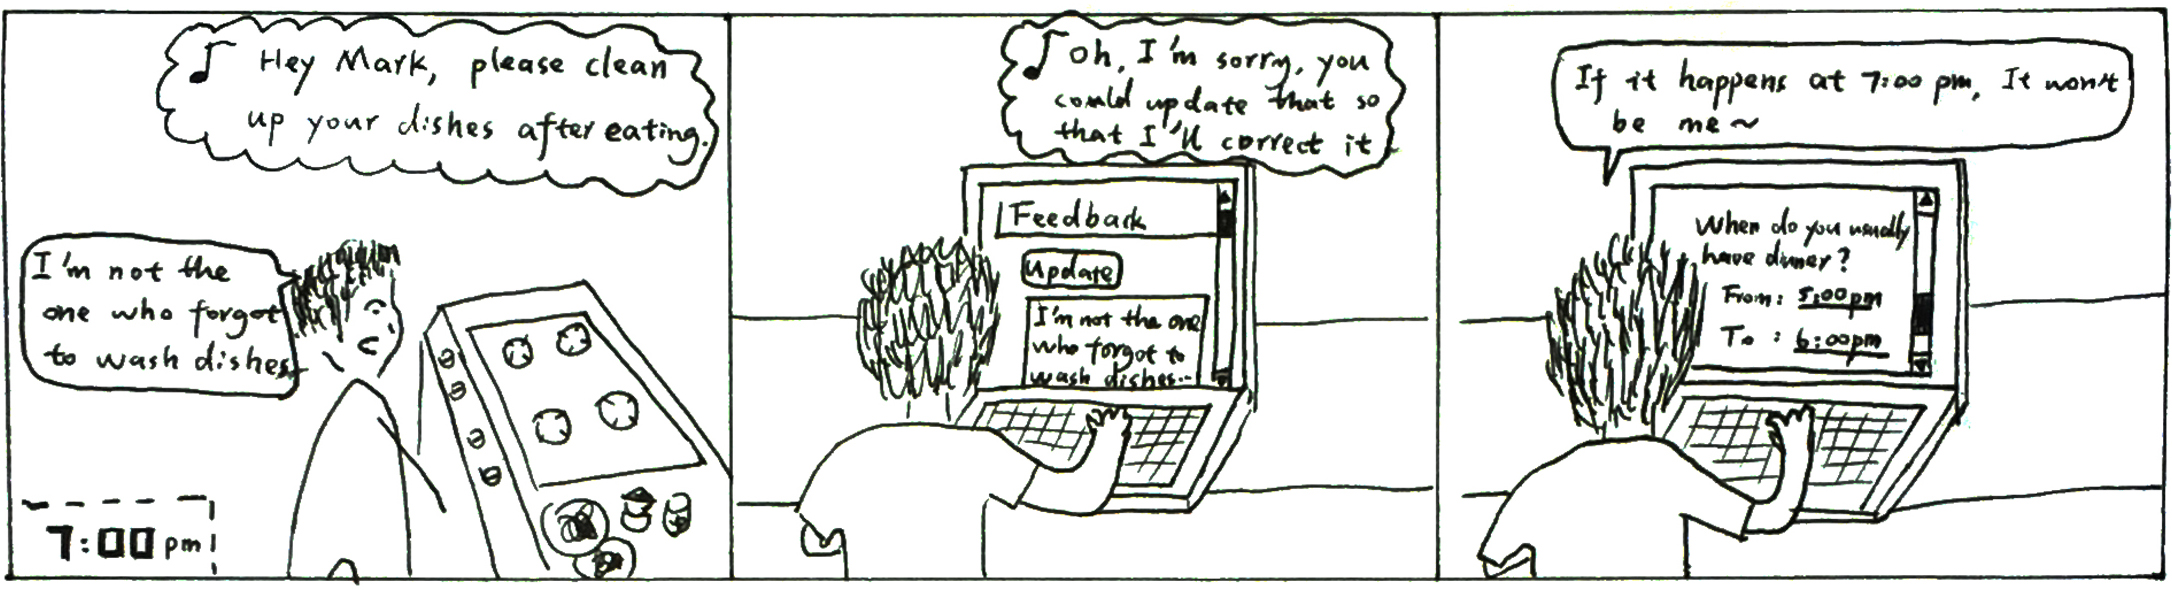 ♪ Hey Mark, please clean
up your dishes after eating.
I'm not the
one who forgot
to wash dishes
7:00 pm
♪ Oh, I'm sorry, you
could update that so
that I'll correct it
Feedback
Update
I'm not the one
who forgot to
wash dishes...
If it happens at 7:00 pm, It won't
be me~
When do you usually
have dinner?
From: 5:00pm
To : 6:00pm